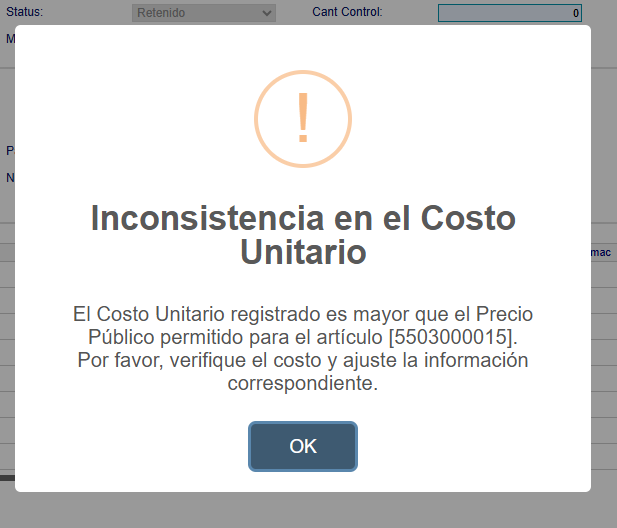 Status: Retenido Cant Control: 0
M
P
N
mac
!
Inconsistencia en el Costo
Unitario
El Costo Unitario registrado es mayor que el Precio
Público permitido para el artículo [5503000015].
Por favor, verifique el costo y ajuste la información
correspondiente.
OK